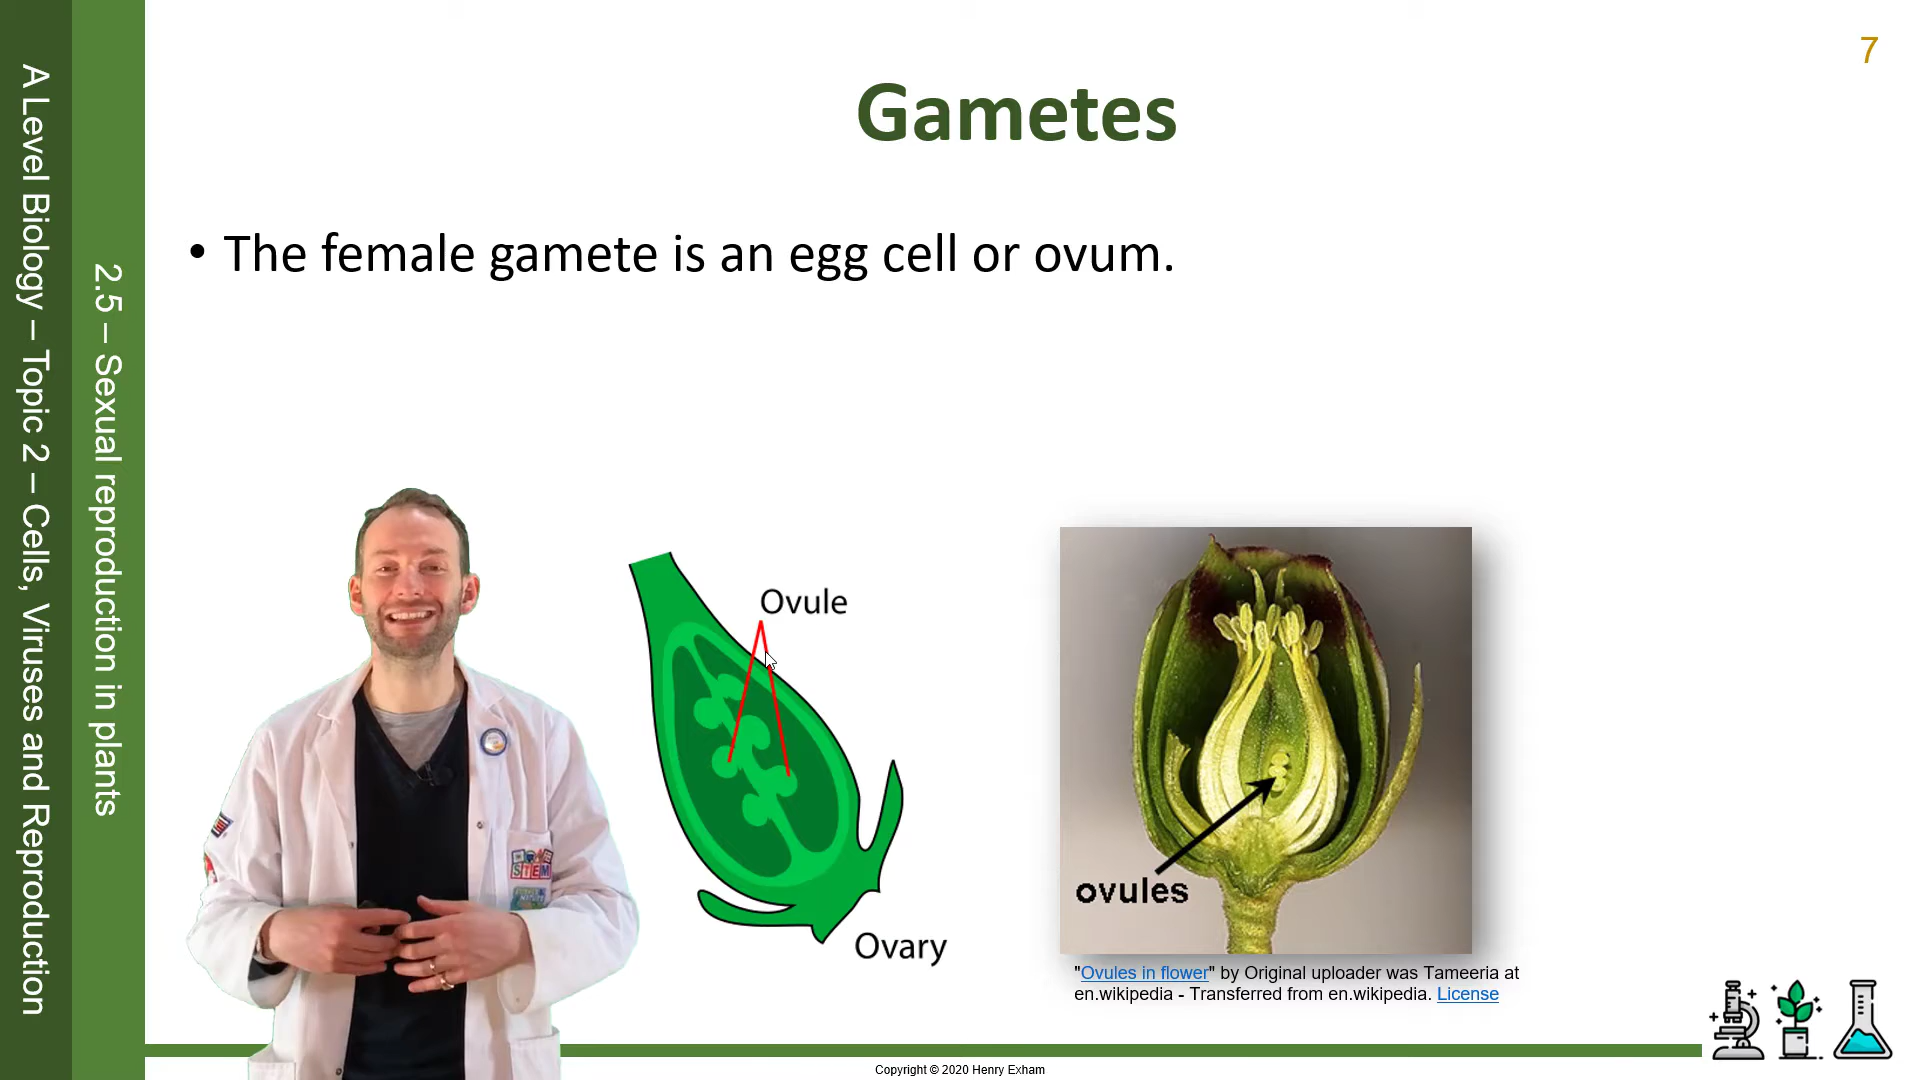 A Level Biology – Topic 2 – Cells, Viruses and Reproduction
2.5 – Sexual reproduction in plants
7
Gametes
• The female gamete is an egg cell or ovum.
Ovule
Ovary
STEM
ovules
"Ovules in flower" by Original uploader was Tameeria at
en.wikipedia - Transferred from en.wikipedia. License
Copyright © 2020 Henry Exham